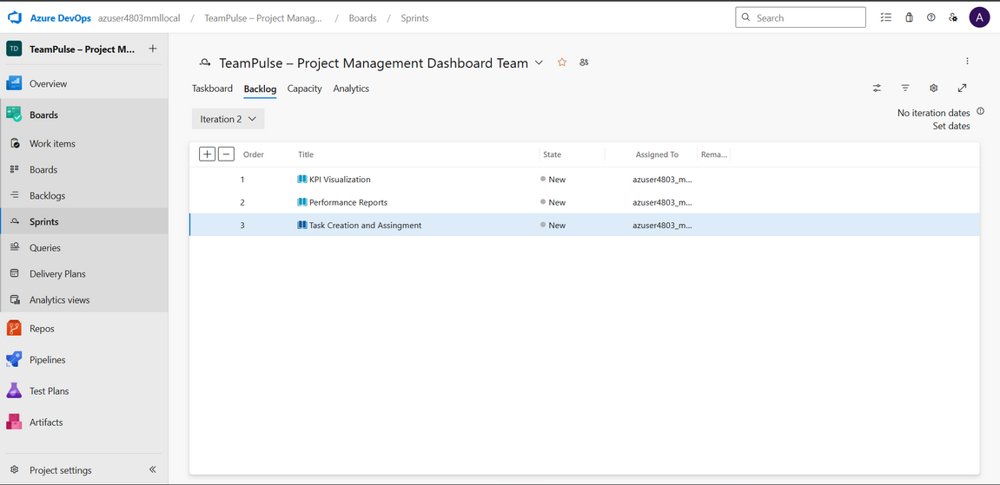 Azure DevOps azuser4803mmllocal / TeamPulse – Project Manag... / Boards / Sprints
Search
A
TD TeamPulse – Project M... +
Overview
Boards
Work items
Boards
Backlogs
Sprints
Queries
Delivery Plans
Analytics views
Repos
Pipelines
Test Plans
Artifacts
Project settings
TeamPulse – Project Management Dashboard Team
Taskboard Backlog Capacity Analytics
Iteration 2
No iteration dates
Set dates
Order Title State Assigned To Rema...
1 KPI Visualization New azuser4803_m...
2 Performance Reports New azuser4803_m...
3 Task Creation and Assingment New azuser4803_m...